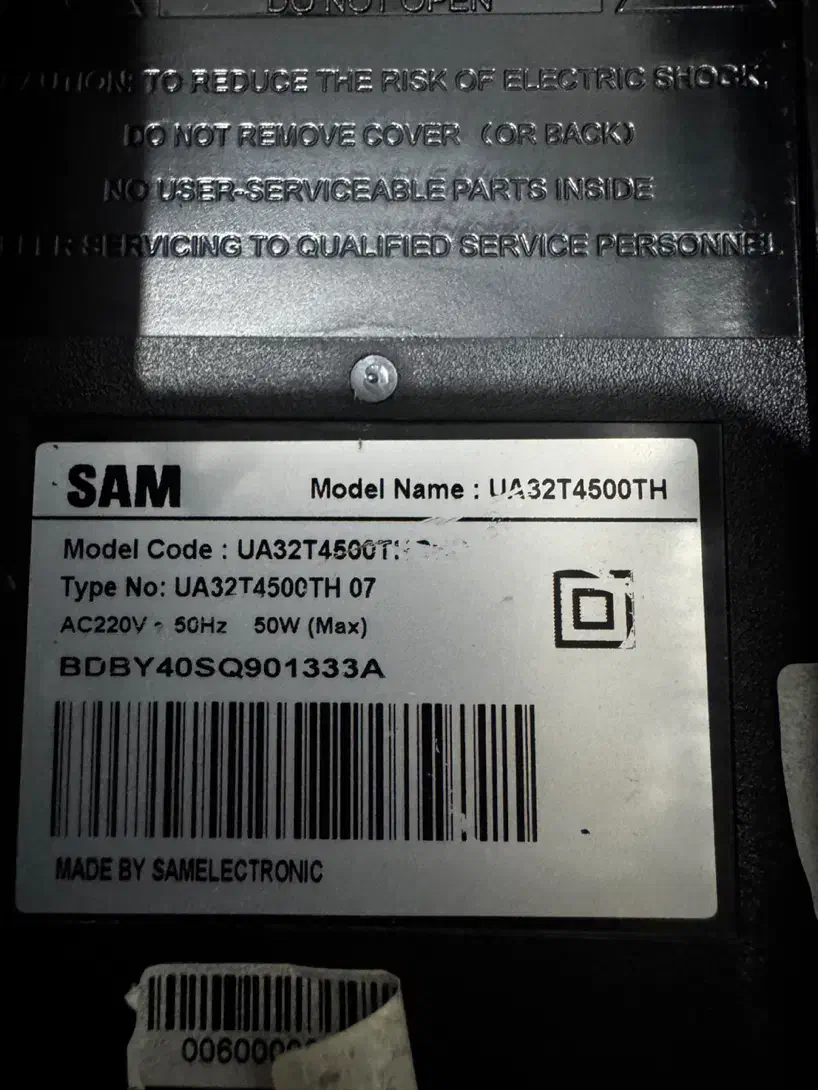 DO NOT OPEN
CAUTION: TO REDUCE THE RISK OF ELECTRIC SHOCK,
DO NOT REMOVE COVER (OR BACK)
NO USER-SERVICEABLE PARTS INSIDE
SERVICING TO QUALIFIED SERVICE PERSONNEL
SAM
Model Name : UA32T4500TH
Model Code : UA32T4500TH
Type No: UA32T4500TH 07
AC220V ~ 50Hz 50W (Max)
BDBY40SQ901333A
MADE BY SAMELECTRONIC